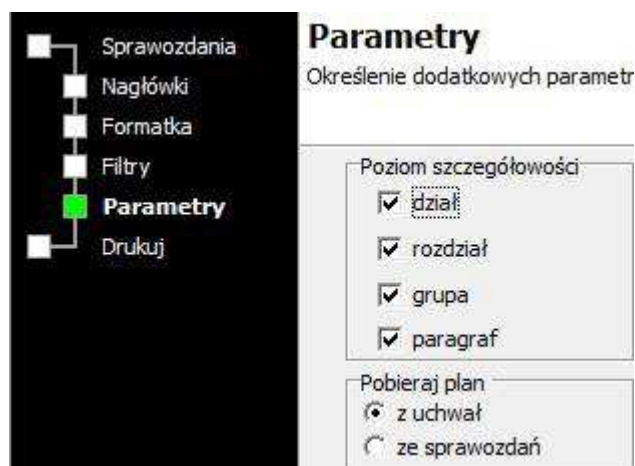 Sprawozdania
Nagłówki
Formatka
Filtry
Parametry
Drukuj
Parametry
Określenie dodatkowych
Poziom szczegółowości
dział
rozdział
grupa
paragraf
Pobieraj plan
z uchwał
ze sprawozdań